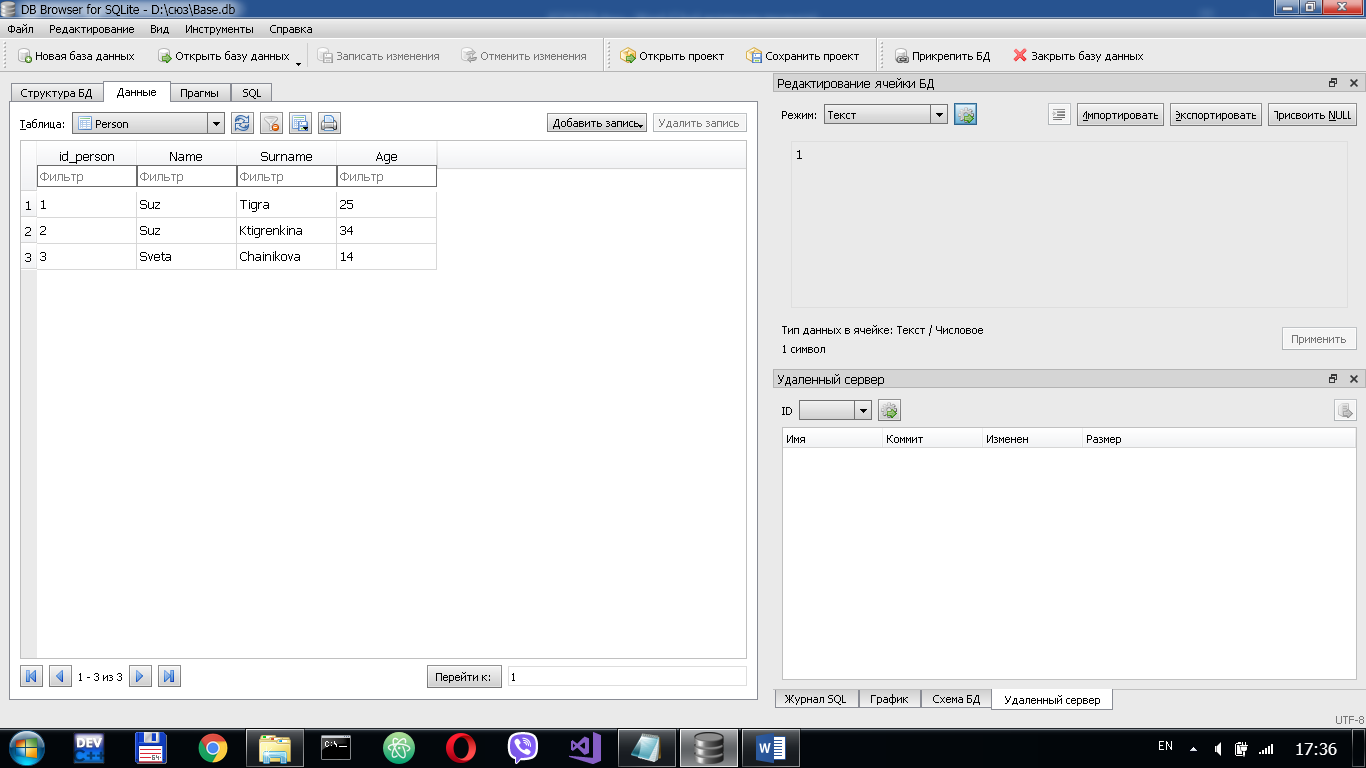 DB Browser for SQLite - D:\сюз\Base.db
Файл Редактирование Вид Инструменты Справка
Новая база данных Открыть базу данных Записать изменения Отменить изменения Открыть проект Сохранить проект Прикрепить БД Закрыть базу данных
Структура БД Данные Прагмы SQL
Таблица: Person Добавить запись Удалить запись
id_person Name Surname Age
Фильтр Фильтр Фильтр Фильтр
1 1 Suz Tigra 25
2 2 Suz Ktigrenkina 34
3 3 Sveta Chainikova 14
1 - 3 из 3 Перейти к: 1
Редактирование ячейки БД
Режим: Текст Импортировать Экспортировать Присвоить NULL
1
Тип данных в ячейке: Текст / Числовое
1 символ
Применить
Удаленный сервер
ID
Имя Коммит Изменен Размер
Журнал SQL График Схема БД Удаленный сервер
UTF-8
DEV C++ 64 C:\ W EN 17:36